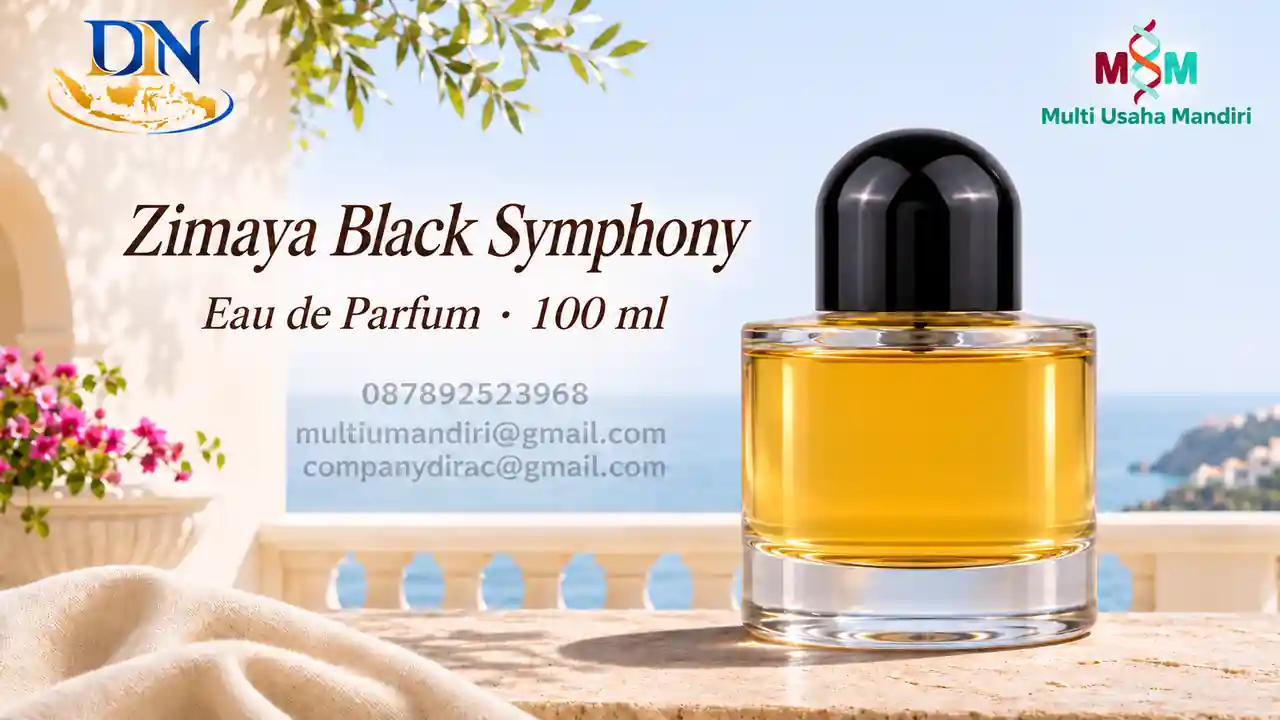 DIN
MSM
Multi Usaha Mandiri
Zimaya Black Symphony
Eau de Parfum · 100 ml
087892523968
multiumandiri@gmail.com
companydirac@gmail.com